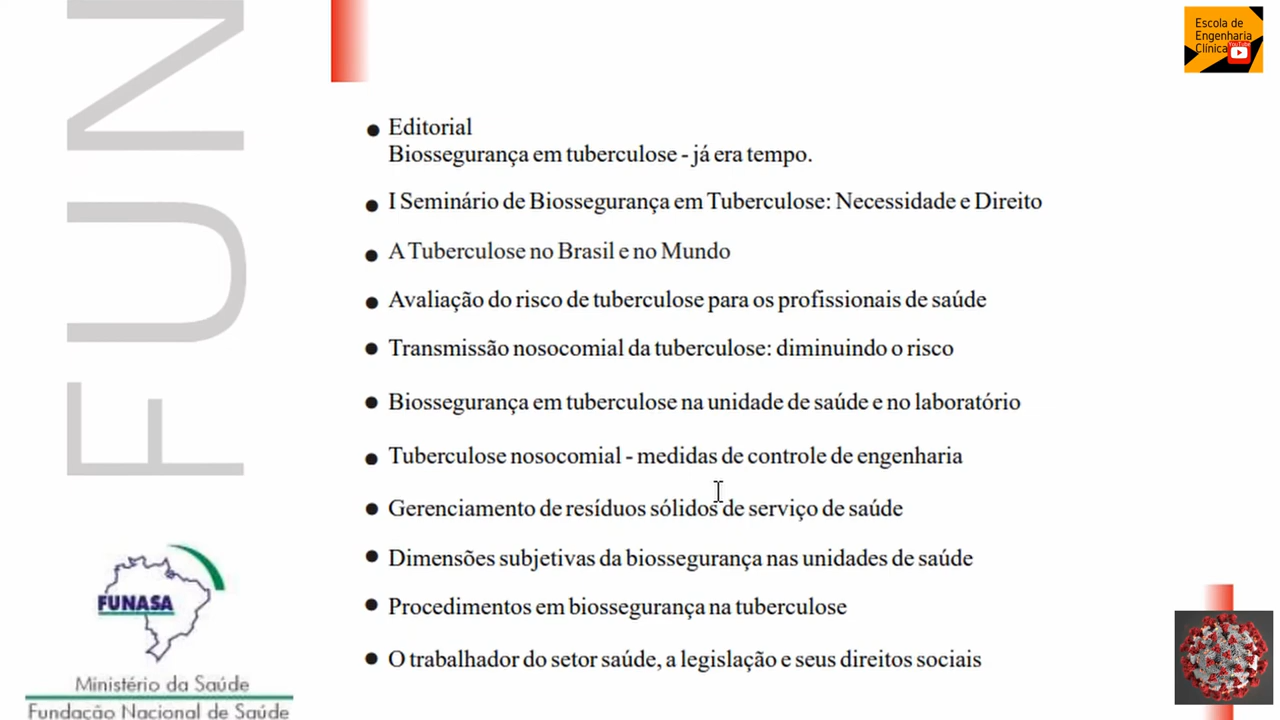 FUN
Escola de
Engenharia
Clínica
YouTube
Editorial
Biossegurança em tuberculose - já era tempo.
I Seminário de Biossegurança em Tuberculose: Necessidade e Direito
A Tuberculose no Brasil e no Mundo
Avaliação do risco de tuberculose para os profissionais de saúde
Transmissão nosocomial da tuberculose: diminuindo o risco
Biossegurança em tuberculose na unidade de saúde e no laboratório
Tuberculose nosocomial - medidas de controle de engenharia
Gerenciamento de resíduos sólidos de serviço de saúde
Dimensões subjetivas da biossegurança nas unidades de saúde
Procedimentos em biossegurança na tuberculose
O trabalhador do setor saúde, a legislação e seus direitos sociais
FUNASA
Ministério da Saúde
Fundação Nacional de Saúde